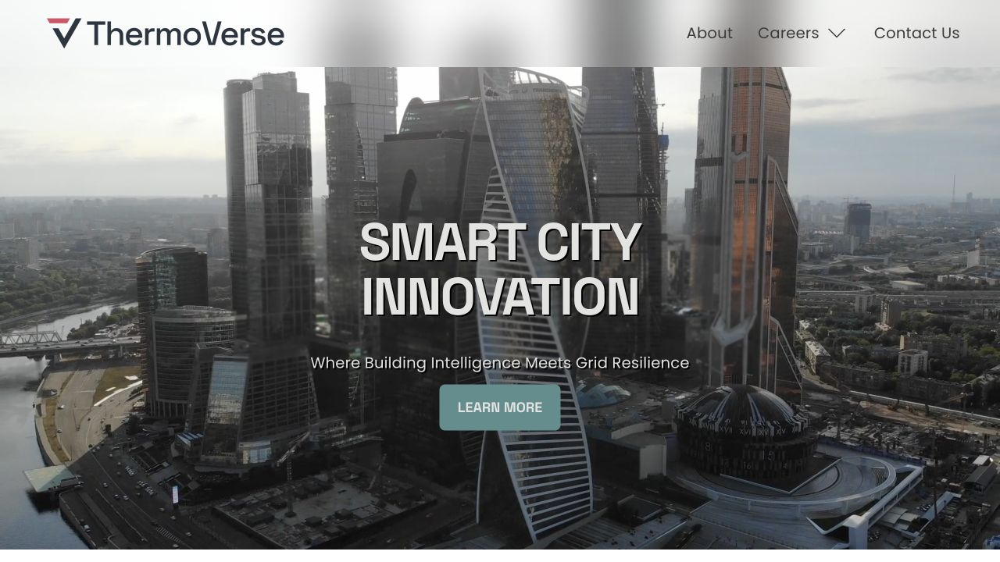 ThermoVerse
About
Careers
Contact Us
SMART CITY
INNOVATION
Where Building Intelligence Meets Grid Resilience
LEARN MORE